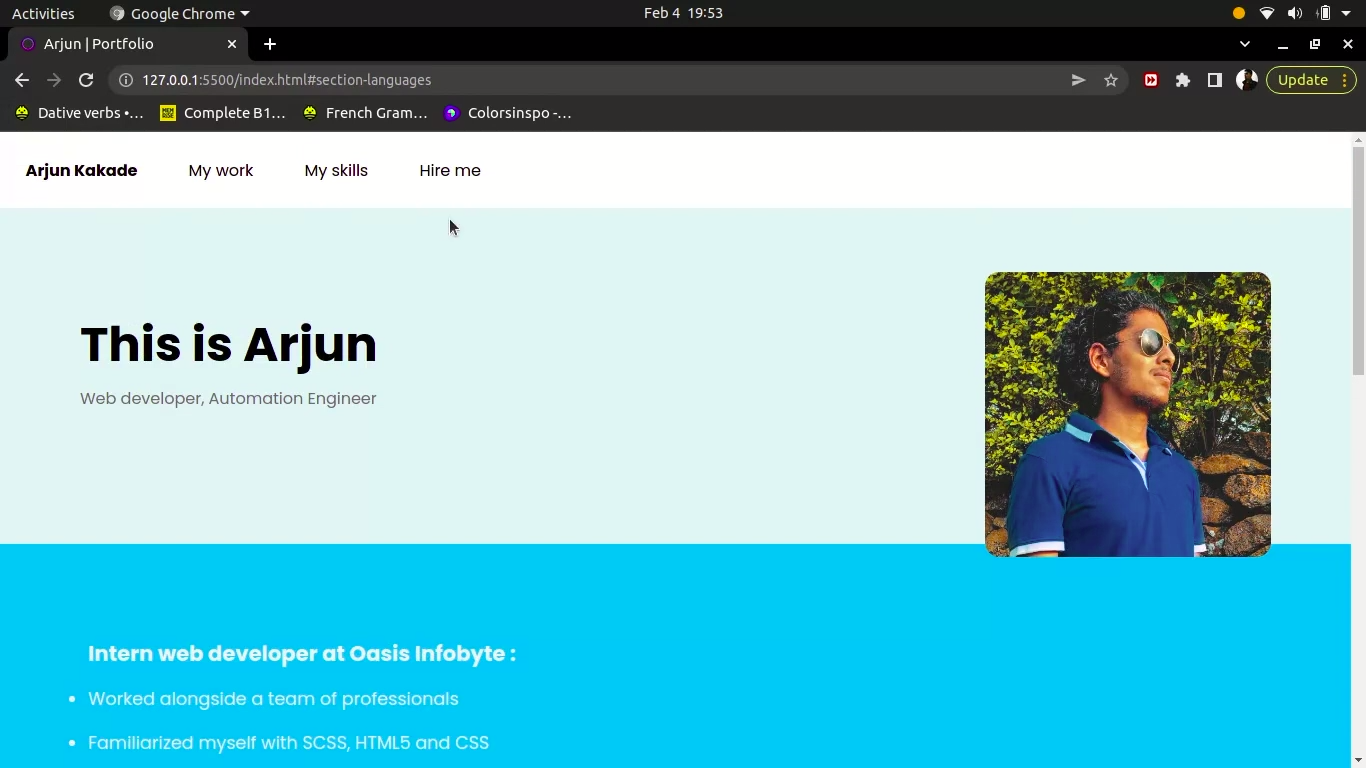 Activities Google Chrome Feb 4 19:53
Arjun | Portfolio
127.0.0.1:5500/index.html#section-languages Update
Dative verbs •... Complete B1... French Gram... Colorsinspo -...
Arjun Kakade My work My skills Hire me
This is Arjun
Web developer, Automation Engineer
Intern web developer at Oasis Infobyte :
• Worked alongside a team of professionals
• Familiarized myself with SCSS, HTML5 and CSS